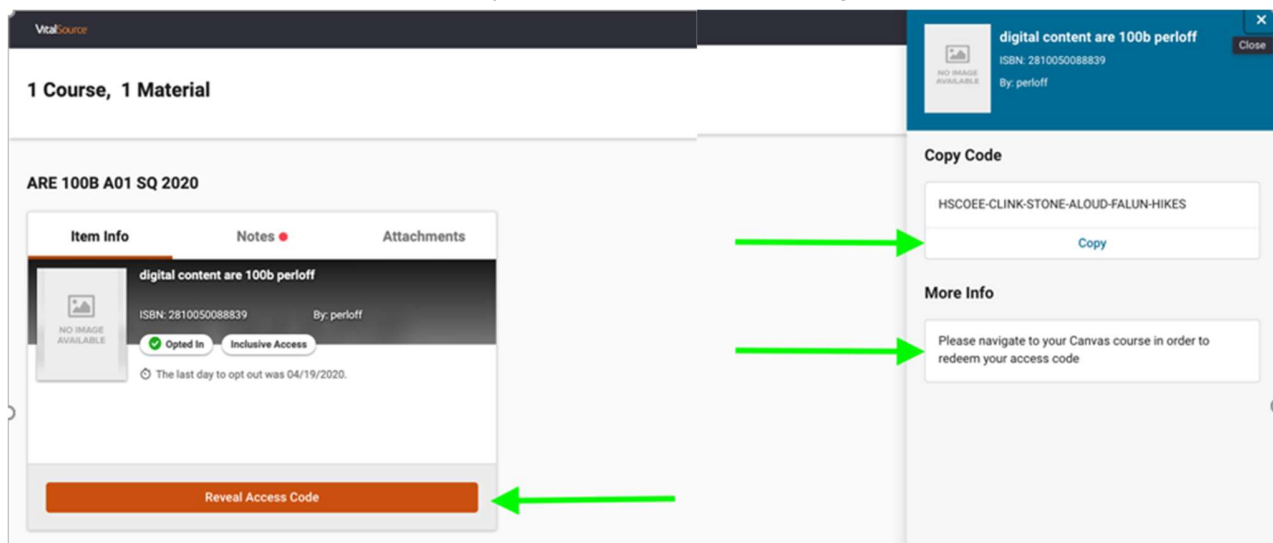 VitalSource
1 Course, 1 Material
ARE 100B A01 SQ 2020
Item Info Notes Attachments
NO IMAGE AVAILABLE
digital content are 100b perloff
ISBN: 2810050088839 By: perloff
Opted In Inclusive Access
The last day to opt out was 04/19/2020.
Reveal Access Code
NO IMAGE AVAILABLE
digital content are 100b perloff
ISBN: 2810050088839
By: perloff
Close
Copy Code
HSCOEE-CLINK-STONE-ALOUD-FALUN-HIKES
Copy
More Info
Please navigate to your Canvas course in order to
redeem your access code